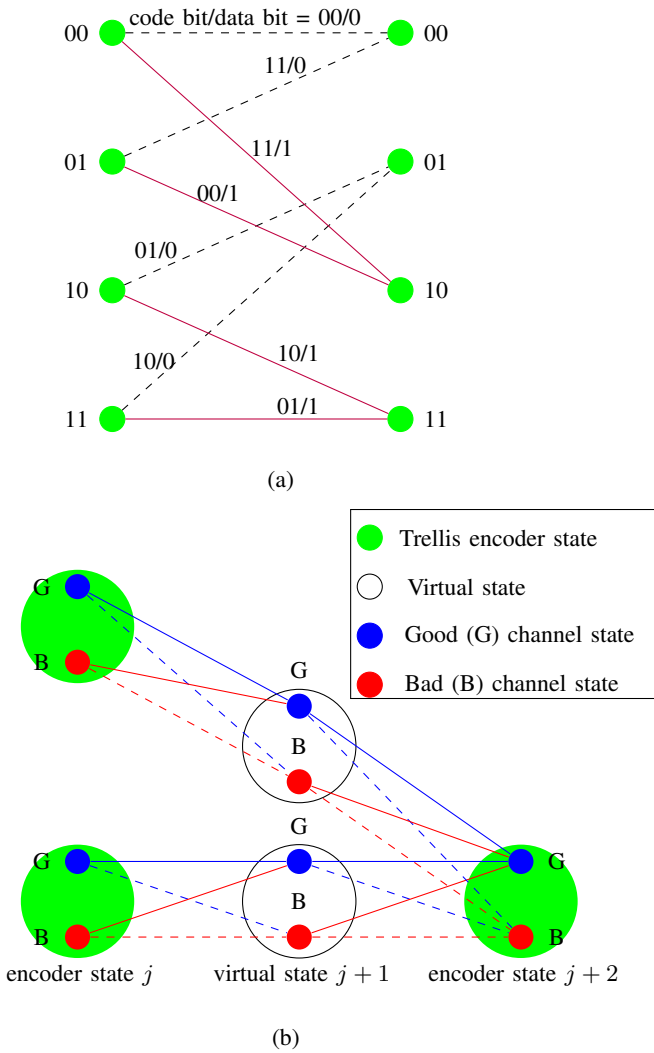 code bit/data bit = 00/0
00
00
11/0
11/1
01
01
00/1
01/0
10
10
10/1
10/0
01/1
11
11
(a)
Trellis encoder state
Virtual state
Good (G) channel state
Bad (B) channel state
G
B
G
B
G
G
B
G
B
B
encoder state j
virtual state j + 1
encoder state j + 2
(b)